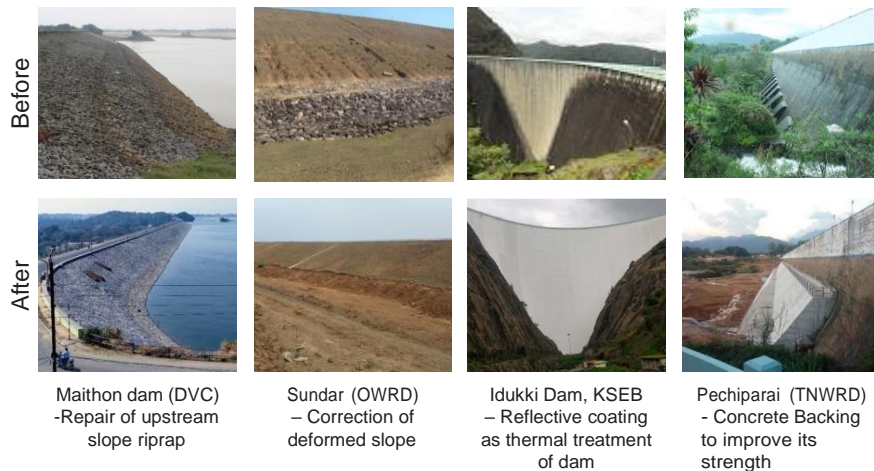 Before
After
Maithon dam (DVC)
-Repair of upstream
slope riprap
Sundar (OWRD)
– Correction of
deformed slope
Idukki Dam, KSEB
– Reflective coating
as thermal treatment
of dam
Pechiparai (TNWRD)
- Concrete Backing
to improve its
strength